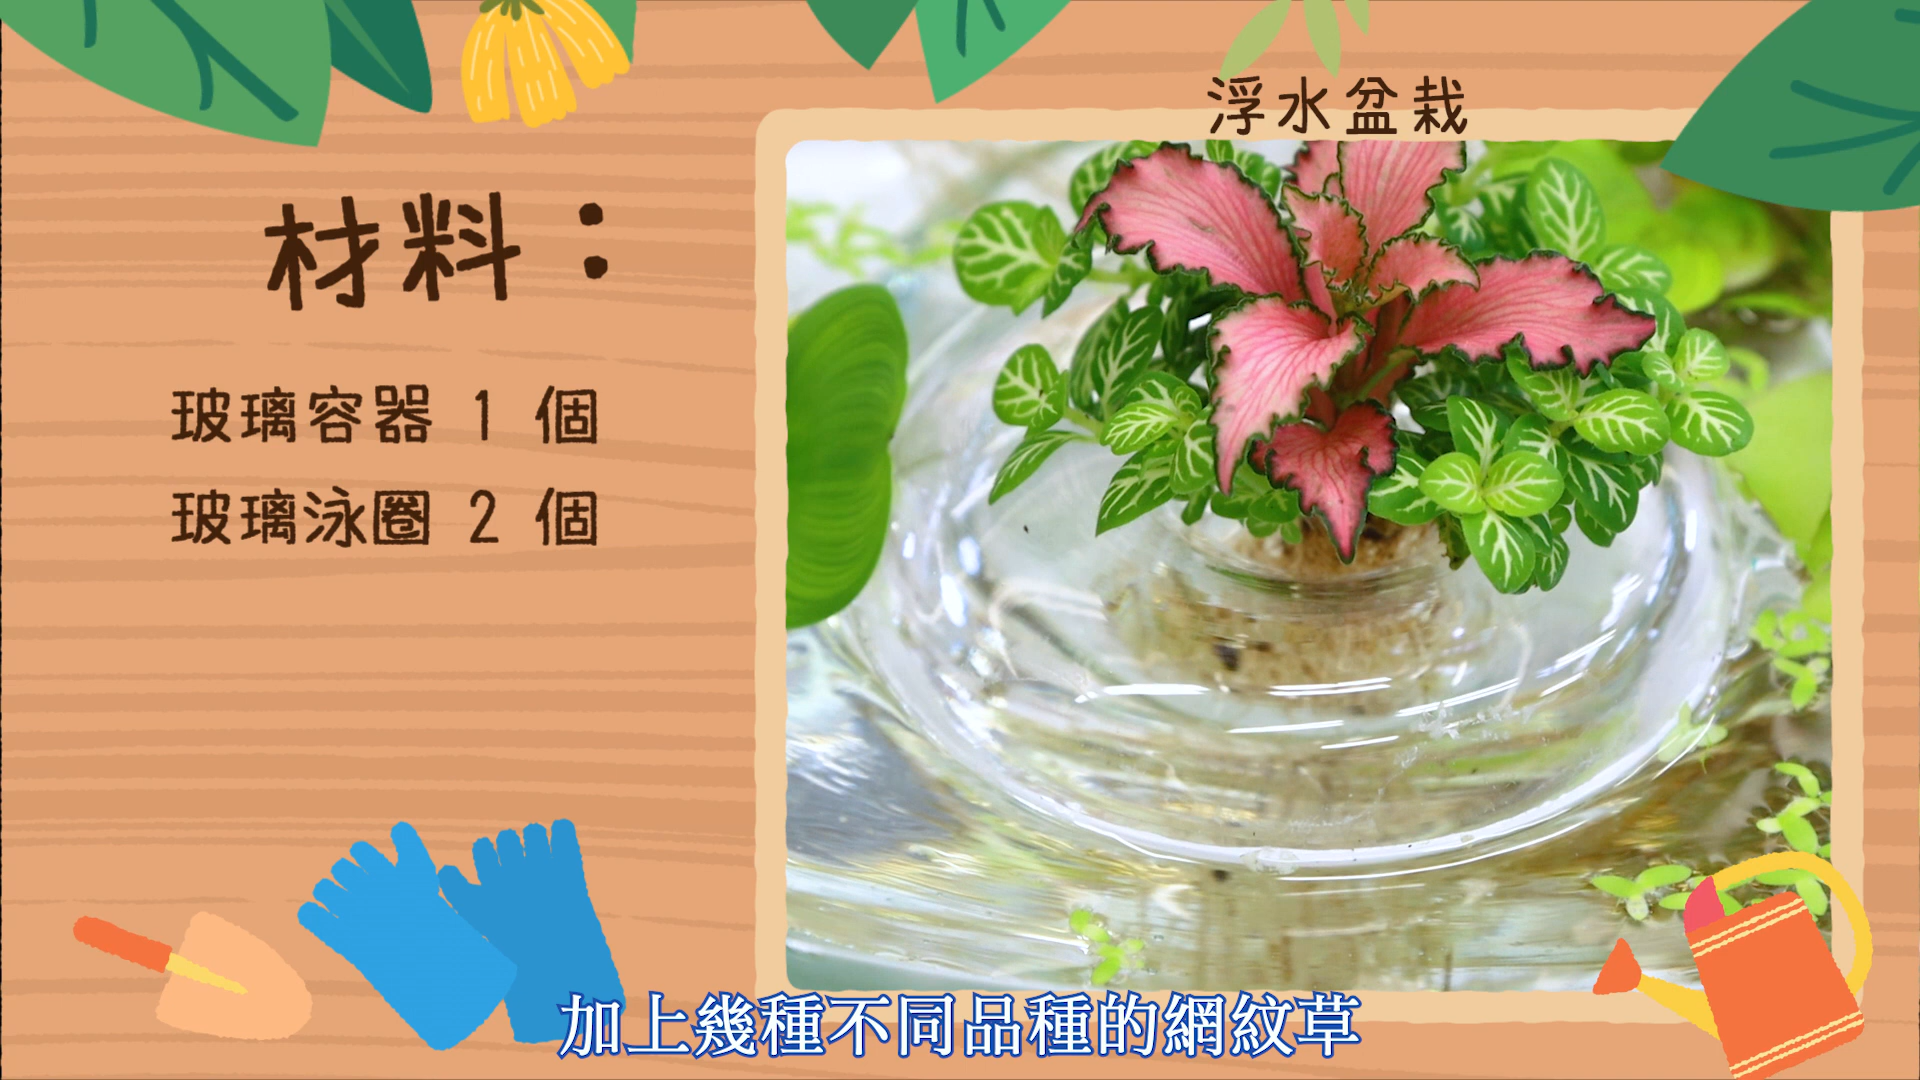 浮水盆栽
材料：
玻璃容器 1 個
玻璃泳圈 2 個
加上幾種不同品種的網紋草